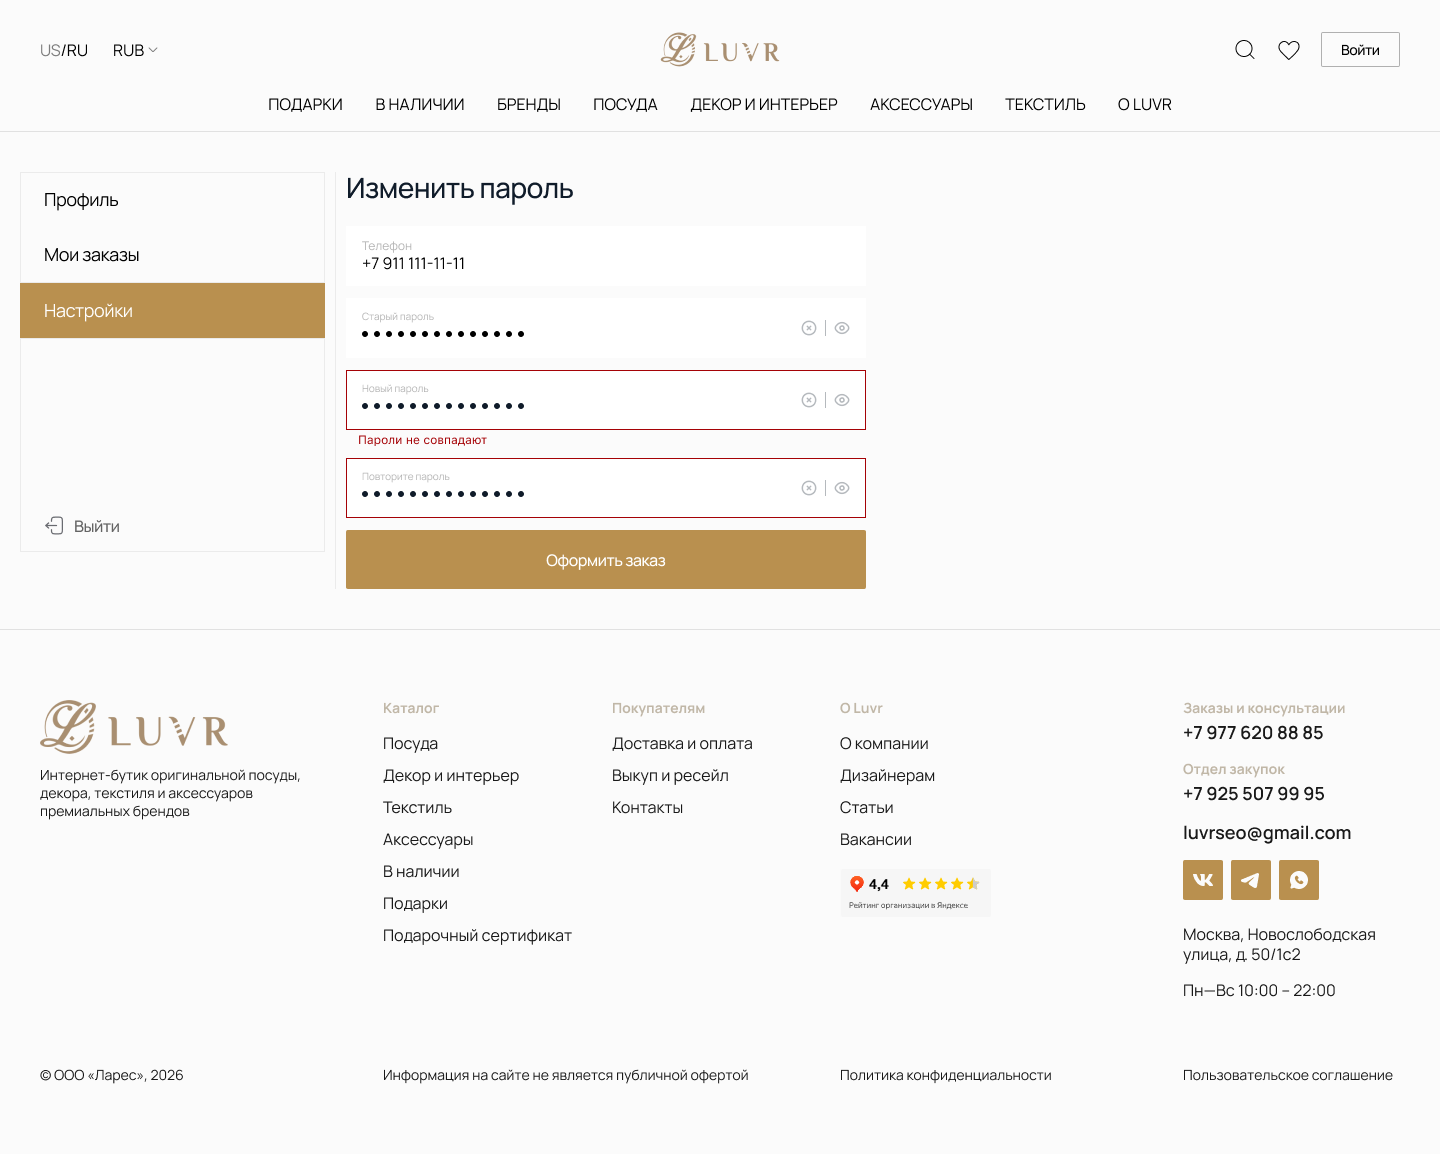 US/RU
RUB
LUVR
Войти
ПОДАРКИ
В НАЛИЧИИ
БРЕНДЫ
ПОСУДА
ДЕКОР И ИНТЕРЬЕР
АКСЕССУАРЫ
ТЕКСТИЛЬ
О LUVR
Профиль
Мои заказы
Настройки
Выйти
Изменить пароль
Телефон
+7 911 111-11-11
Старый пароль
Новый пароль
Пароли не совпадают
Повторите пароль
Оформить заказ
LUVR
Интернет-бутик оригинальной посуды,
декора, текстиля и аксессуаров
премиальных брендов
Каталог
Посуда
Декор и интерьер
Текстиль
Аксессуары
В наличии
Подарки
Подарочный сертификат
Покупателям
Доставка и оплата
Выкуп и ресейл
Контакты
О Luvr
О компании
Дизайнерам
Статьи
Вакансии
4,4
Рейтинг организации в Яндексе
Заказы и консультации
+7 977 620 88 85
Отдел закупок
+7 925 507 99 95
luvrseo@gmail.com
Москва, Новослободская
улица, д. 50/1с2
Пн—Вс 10:00 – 22:00
© ООО «Ларес», 2026
Информация на сайте не является публичной офертой
Политика конфиденциальности
Пользовательское соглашение